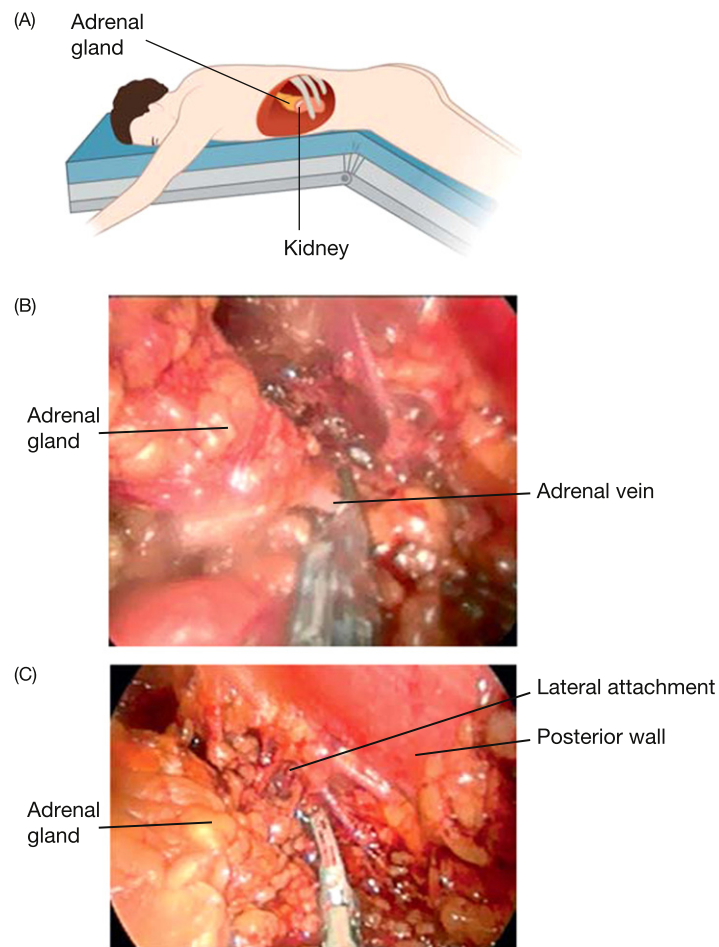 (A)
Adrenal
gland
Kidney
(B)
Adrenal
gland
Adrenal vein
(C)
Lateral attachment
Posterior wall
Adrenal
gland